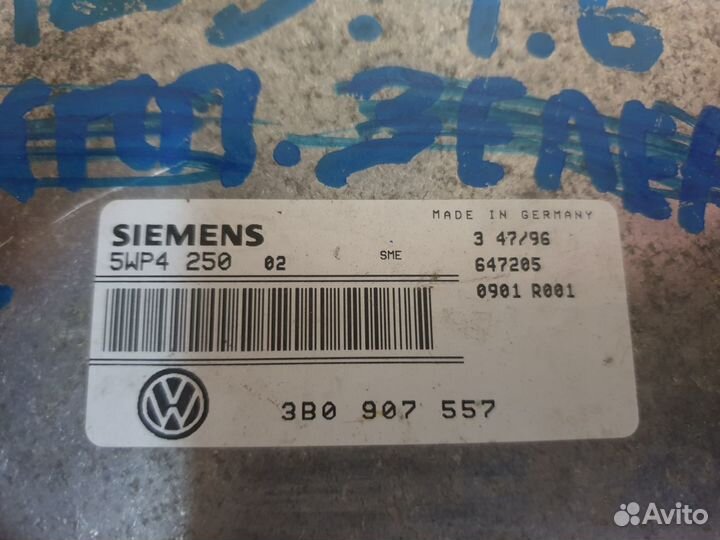 1.6
ЗЕЛЕН
MADE IN GERMANY
SIEMENS
3 47/96
5WP4 250 02
SME
647205
0901 R001
VW
3B0 907 557
Avito